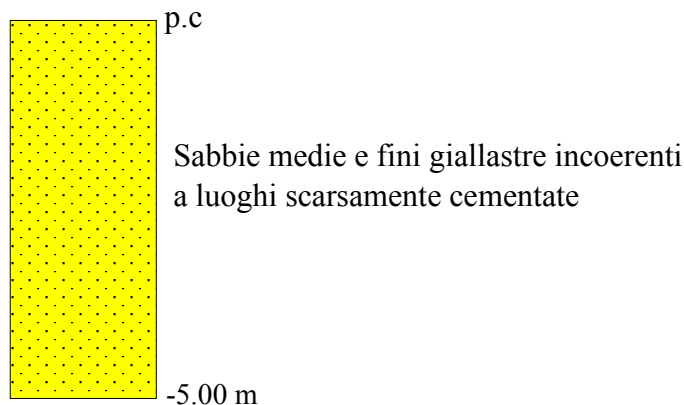 p.c
Sabbie medie e fini giallastre incoerenti
a luoghi scarsamente cementate
-5.00 m